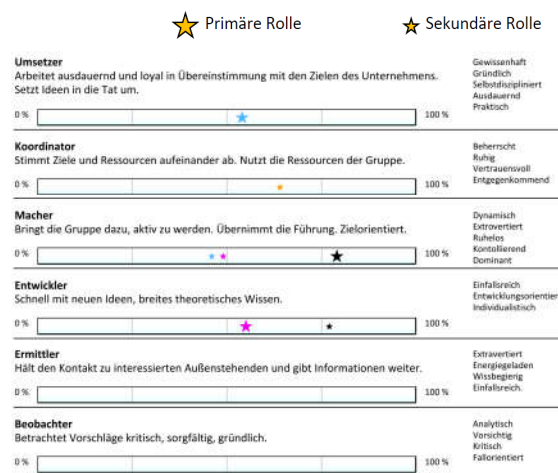 Primäre Rolle
Sekundäre Rolle
Umsetzer
Arbeitet ausdauernd und loyal in Übereinstimmung mit den Zielen des Unternehmens.
Setzt Ideen in die Tat um.
0 %
100 %
Gewissenhaft
Gründlich
Selbstdiszipliniert
Ausdauernd
Praktisch
Koordinator
Stimmt Ziele und Ressourcen aufeinander ab. Nutzt die Ressourcen der Gruppe.
0 %
100 %
Beherrscht
Ruhig
Vertrauensvoll
Entgegenkommend
Macher
Bringt die Gruppe dazu, aktiv zu werden. Übernimmt die Führung. Zielorientiert.
0 %
100 %
Dynamisch
Extrovertiert
Ruhelos
Kontollierend
Dominant
Entwickler
Schnell mit neuen Ideen, breites theoretisches Wissen.
0 %
100 %
Einfallsreich
Entwicklungsorientier
Individualistisch
Ermittler
Hält den Kontakt zu interessierten Außenstehenden und gibt Informationen weiter.
0 %
100 %
Extravertiert
Energiegeladen
Wissbegierig
Einfallsreich.
Beobachter
Betrachtet Vorschläge kritisch, sorgfältig, gründlich.
0 %
100 %
Analytisch
Vorsichtig
Kritisch
Fallorientiert